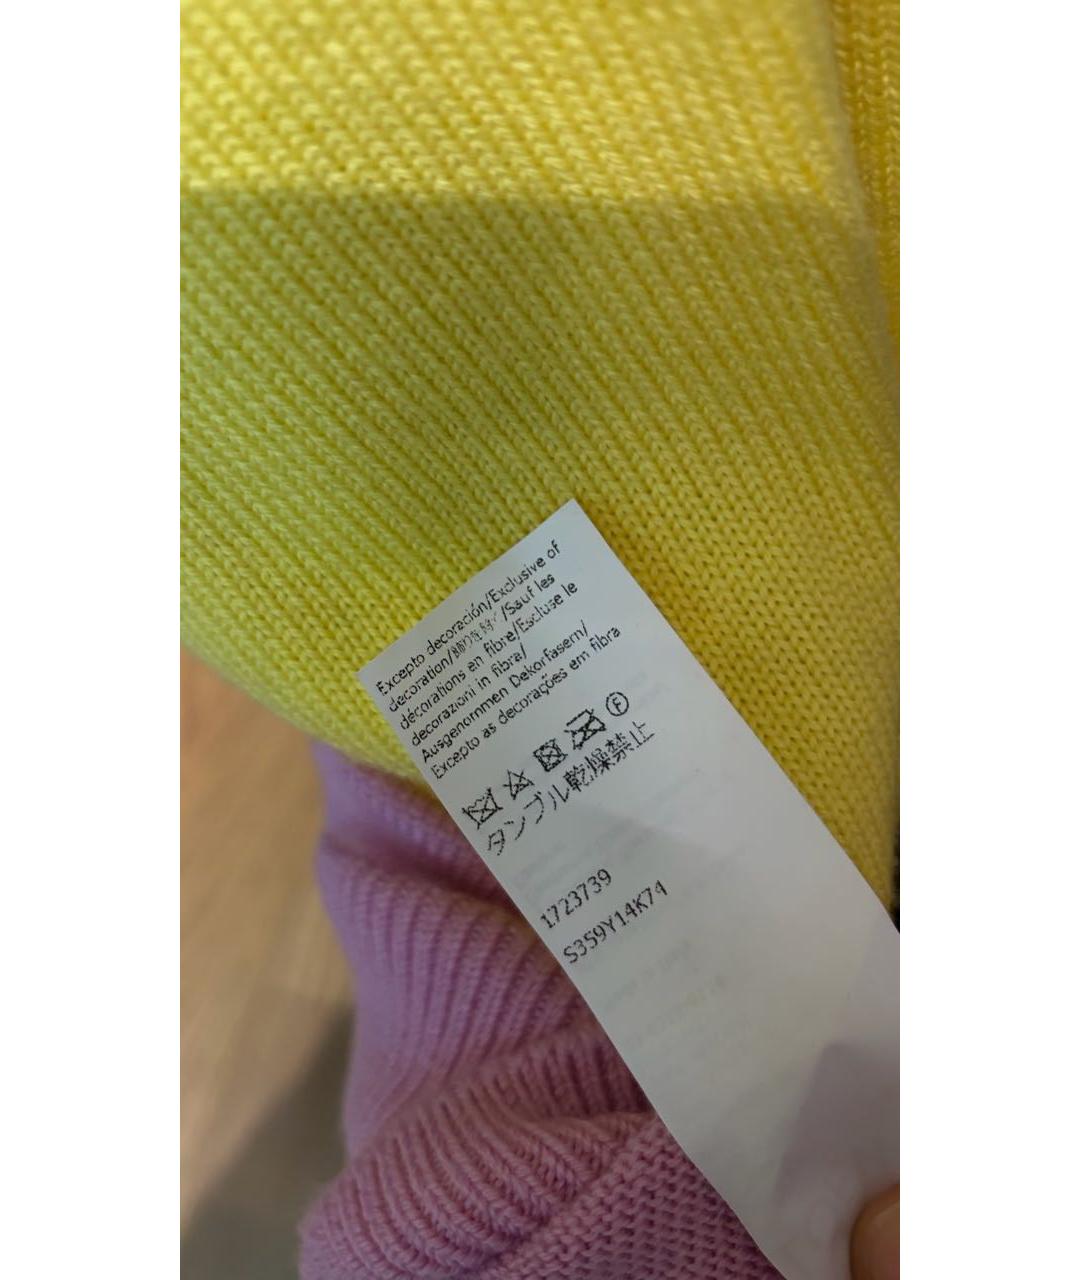 Excepto decoración/Exclusive of
decoration/飾りを除く/Sauf les
décorations en fibre/Escluse le
decorazioni in fibra/
Ausgenommen Dekorfasern/
Excepto as decorações em fibra
F
タンブル乾燥禁止
1723739
S359Y14K74